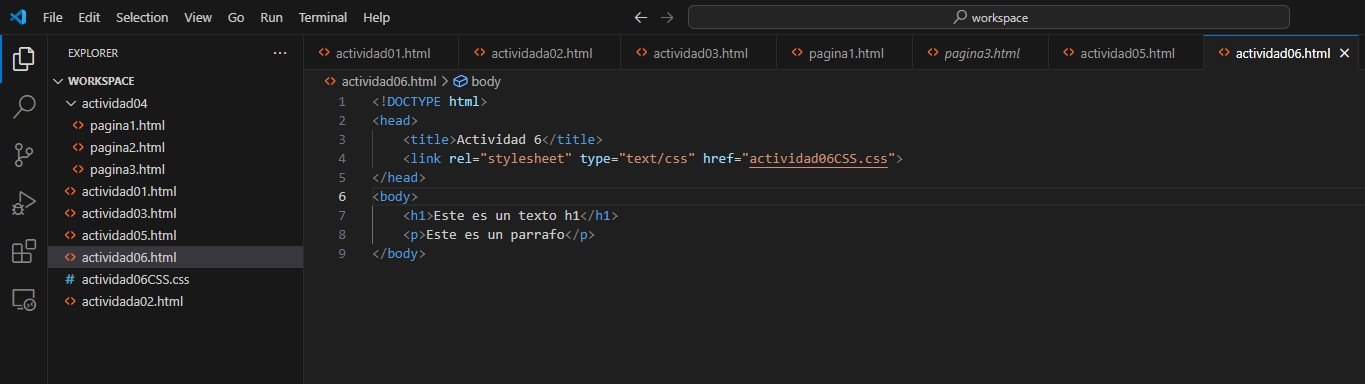 File Edit Selection View Go Run Terminal Help
workspace
EXPLORER
WORKSPACE
actividad04
pagina1.html
pagina2.html
pagina3.html
actividad01.html
actividad03.html
actividad05.html
actividad06.html
# actividad06CSS.css
actividada02.html
actividad01.html actividada02.html actividad03.html pagina1.html pagina3.html actividad05.html actividad06.html
actividad06.html > body
1 <!DOCTYPE html>
2 <head>
3 <title>Actividad 6</title>
4 <link rel="stylesheet" type="text/css" href="actividad06CSS.css">
5 </head>
6 <body>
7 <h1>Este es un texto h1</h1>
8 <p>Este es un parrafo</p>
9 </body>